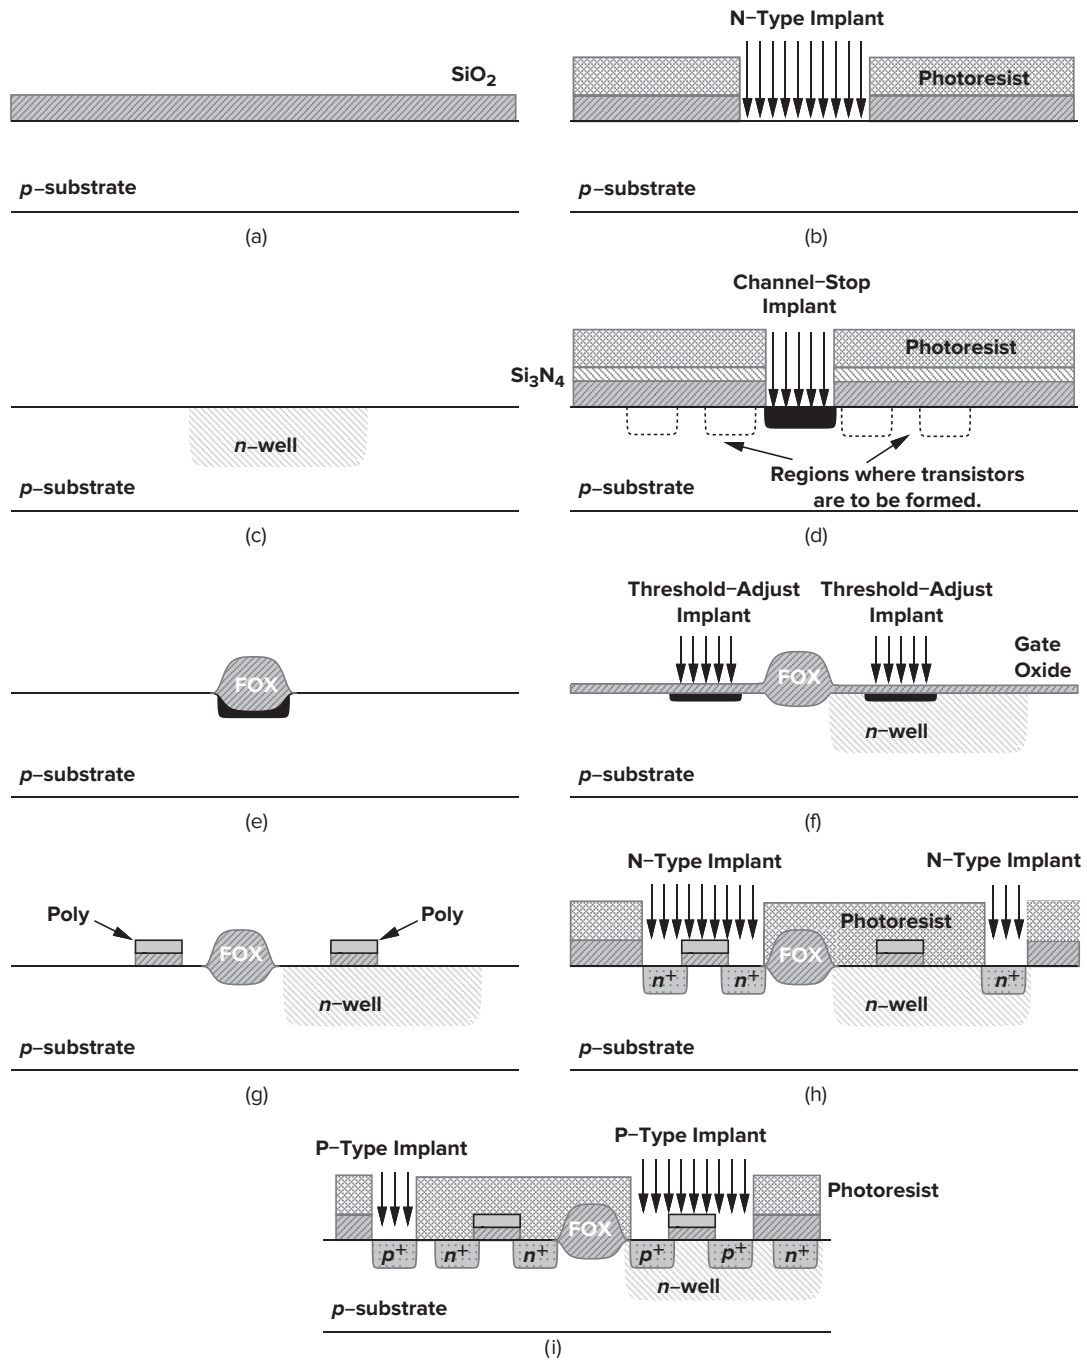 SiO2
p–substrate
(a)
N–Type Implant
Photoresist
p–substrate
(b)
n–well
p–substrate
(c)
Channel–Stop
Implant
Photoresist
Si3N4
Regions where transistors
are to be formed.
p–substrate
(d)
FOX
p–substrate
(e)
Threshold–Adjust
Implant
Threshold–Adjust
Implant
Gate
Oxide
FOX
n–well
p–substrate
(f)
Poly
Poly
FOX
n–well
p–substrate
(g)
N–Type Implant
N–Type Implant
Photoresist
FOX
n+
n+
n+
n–well
p–substrate
(h)
P–Type Implant
P–Type Implant
Photoresist
FOX
p+
n+
n+
p+
p+
n+
n–well
p–substrate
(i)